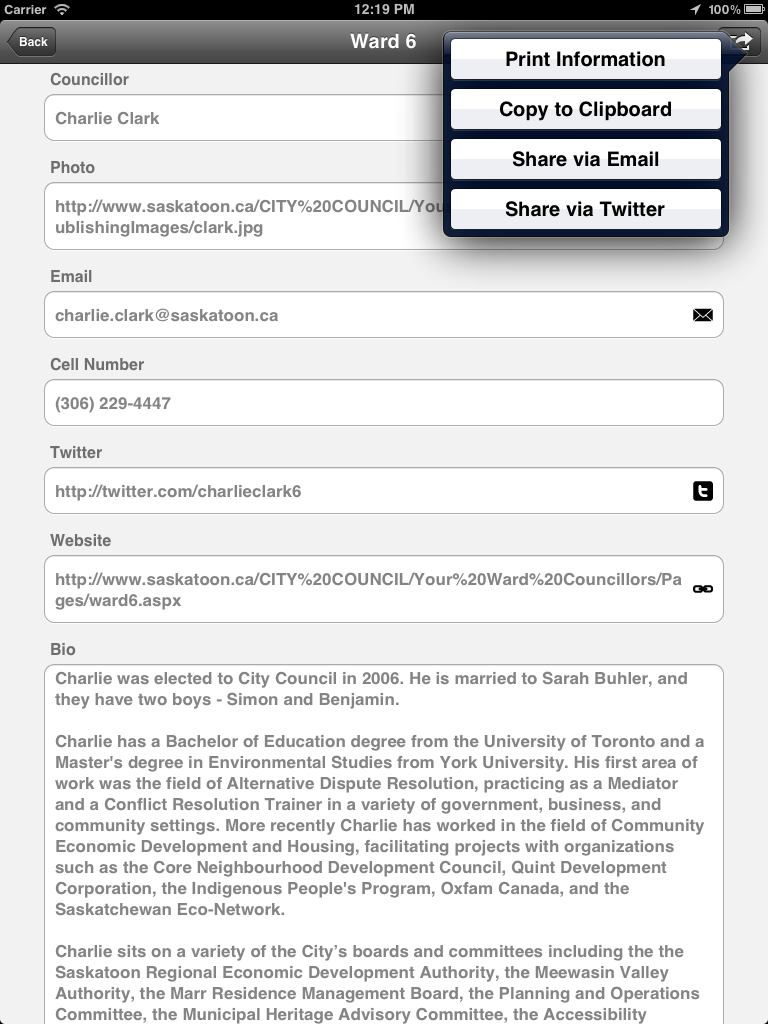 Carrier 12:19 PM 100%
Back Ward 6
Print Information
Copy to Clipboard
Share via Email
Share via Twitter
Councillor
Charlie Clark
Photo
http://www.saskatoon.ca/CITY%20COUNCIL/You
ublishingImages/clark.jpg
Email
charlie.clark@saskatoon.ca
Cell Number
(306) 229-4447
Twitter
http://twitter.com/charlieclark6
Website
http://www.saskatoon.ca/CITY%20COUNCIL/Your%20Ward%20Councillors/Pa
ges/ward6.aspx
Bio
Charlie was elected to City Council in 2006. He is married to Sarah Buhler, and
they have two boys - Simon and Benjamin.
Charlie has a Bachelor of Education degree from the University of Toronto and a
Master's degree in Environmental Studies from York University. His first area of
work was the field of Alternative Dispute Resolution, practicing as a Mediator
and a Conflict Resolution Trainer in a variety of government, business, and
community settings. More recently Charlie has worked in the field of Community
Economic Development and Housing, facilitating projects with organizations
such as the Core Neighbourhood Development Council, Quint Development
Corporation, the Indigenous People's Program, Oxfam Canada, and the
Saskatchewan Eco-Network.
Charlie sits on a variety of the City’s boards and committees including the the
Saskatoon Regional Economic Development Authority, the Meewasin Valley
Authority, the Marr Residence Management Board, the Planning and Operations
Committee, the Municipal Heritage Advisory Committee, the Accessibility